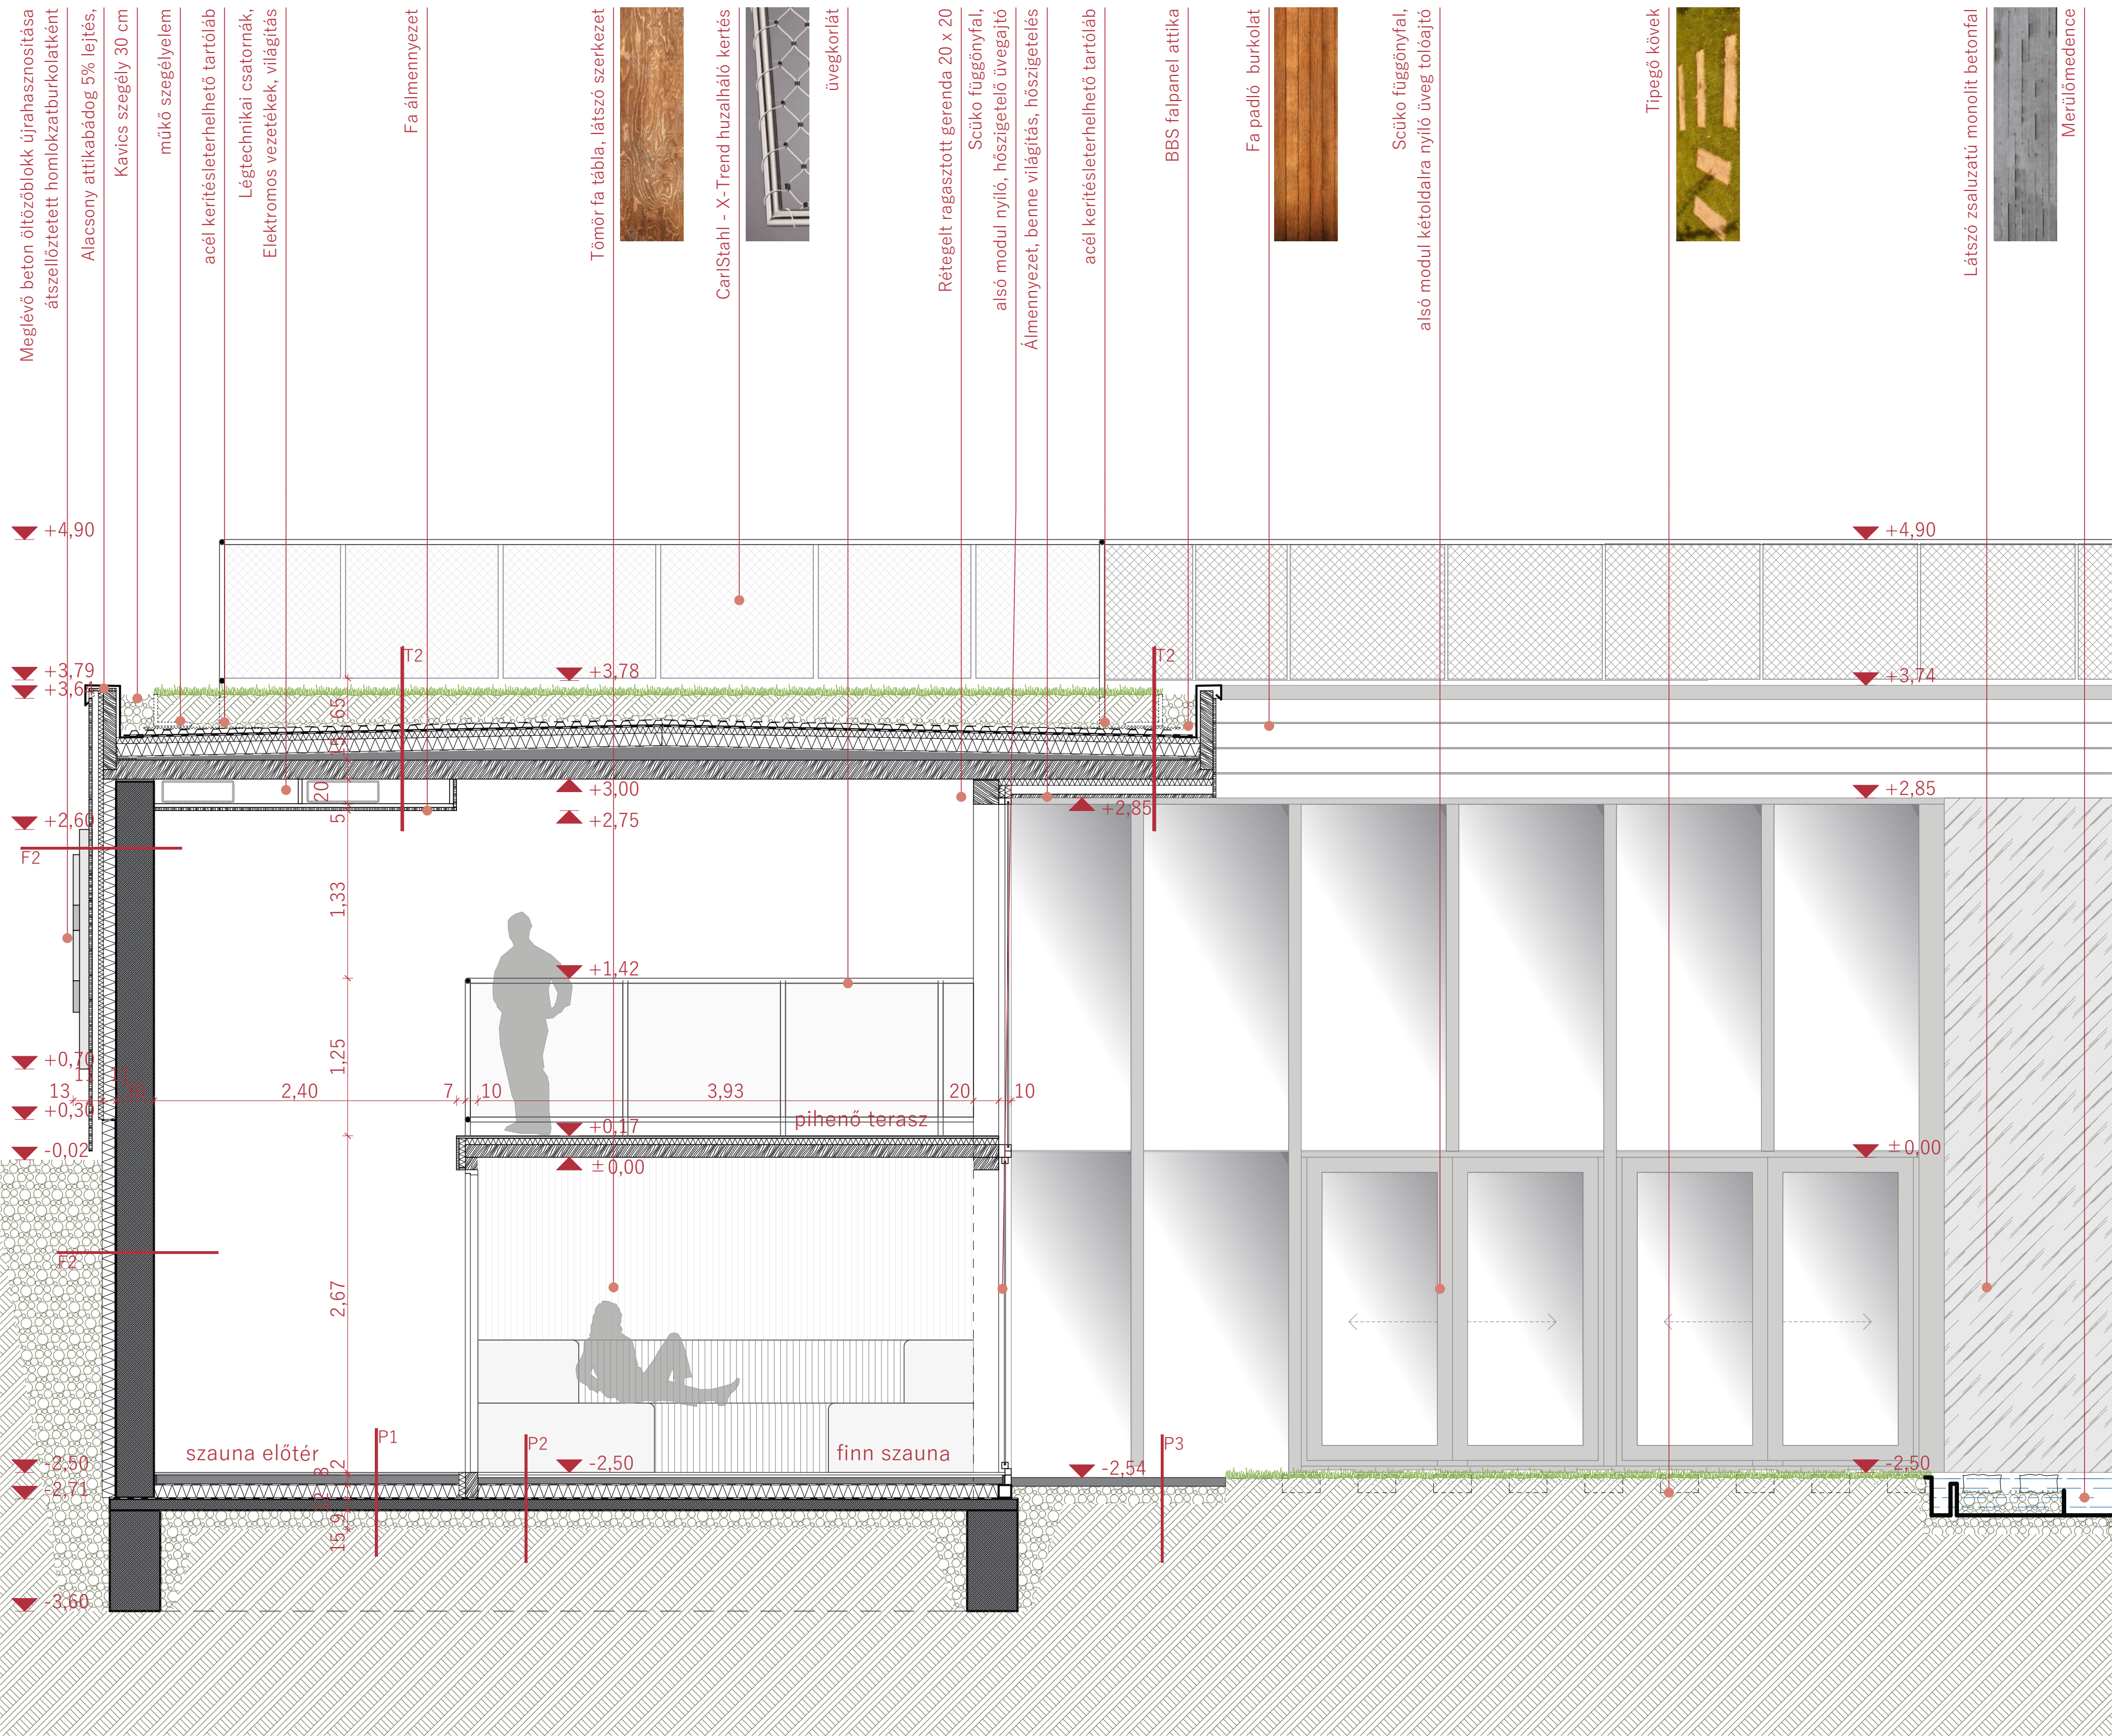 Meglévő beton öltözőblokk újrahasznosítása
átszellőztetett homlokzatburkolatként
Alacsony attikabádog 5% lejtés,
Kavics szegély 30 cm
műkő szegélyelem
acél kerítésleterhelhető tartóláb
Légtechnikai csatornák,
Elektromos vezetékek, világítás
Fa álmennyezet
Tömör fa tábla, látszó szerkezet
CarlStahl - X-Trend huzalháló kertés
üvegkorlát
Rétegelt ragasztott gerenda 20 x 20
Scüko függönyfal,
alsó modul nyíló, hőszigetelő üvegajtó
Álmennyezet, benne világítás, hőszigetelés
acél kerítésleterhelhető tartóláb
BBS falpanel attika
Fa padló burkolat
Scüko függönyfal,
alsó modul kétoldalra nyíló üveg tolóajtó
Tipegő kövek
Látszó zsaluzatú monolit betonfal
Merülőmedence
+4,90
+4,90
T2
T2
+3,79
+3,78
+3,74
65
15
20
5
+3,00
+2,75
+2,85
+2,85
+2,60
F2
1,33
+1,42
1,25
+0,70
13
2,40
7
10
3,93
20
10
+0,30
pihenő terasz
+0,17
-0,02
±0,00
±0,00
F2
2,67
P1
P2
P3
szauna előtér
finn szauna
-2,50
2
8
-2,50
-2,54
-2,50
-2,71
12
9
15
-3,60